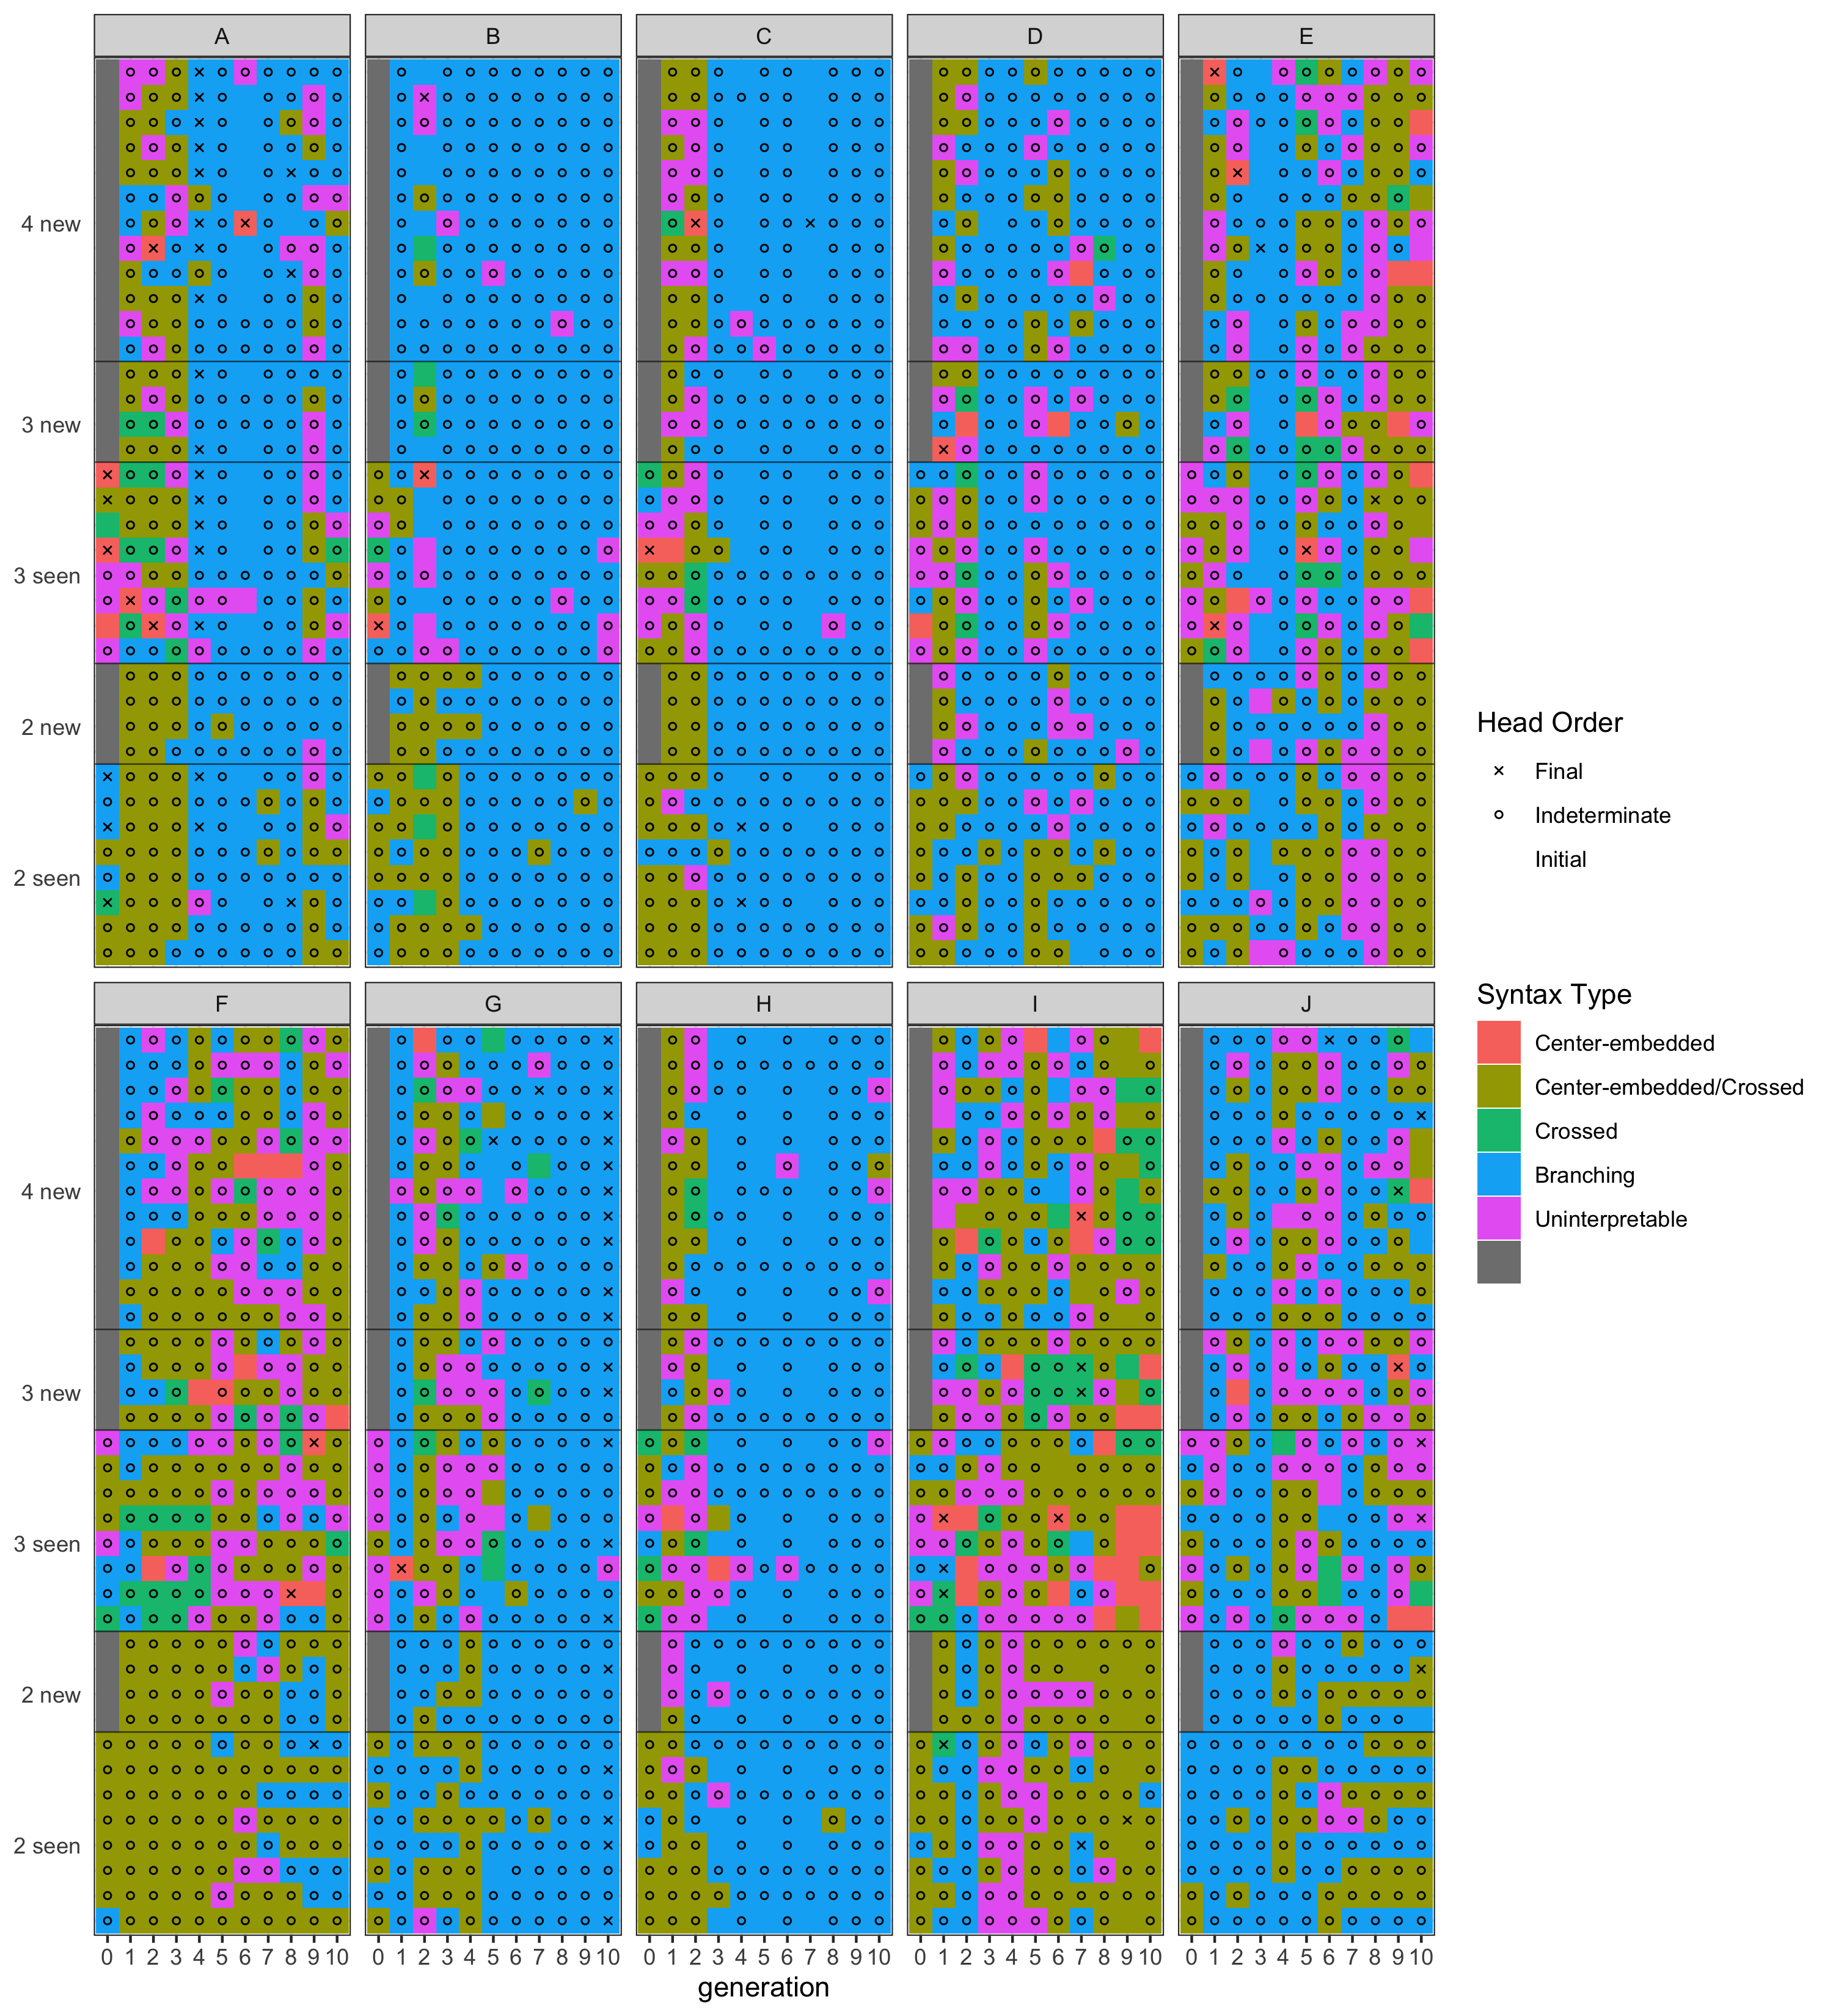 A B C D E
4 new
3 new
3 seen
2 new
2 seen
Head Order
Final
Indeterminate
Initial
Syntax Type
Center-embedded
Center-embedded/Crossed
Crossed
Branching
Uninterpretable
F G H I J
4 new
3 new
3 seen
2 new
2 seen
0 1 2 3 4 5 6 7 8 9 10 0 1 2 3 4 5 6 7 8 9 10 0 1 2 3 4 5 6 7 8 9 10 0 1 2 3 4 5 6 7 8 9 10 0 1 2 3 4 5 6 7 8 9 10
generation